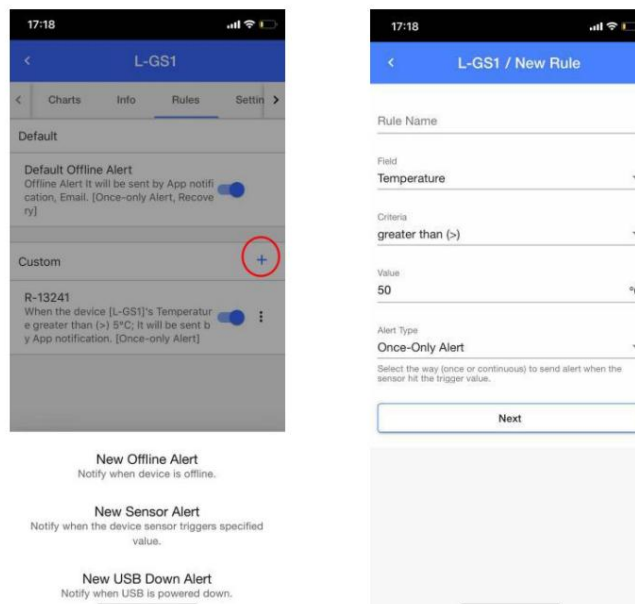 17:18
L-GS1
Charts Info Rules Settin
Default
Default Offline Alert
Offline Alert It will be sent by App notifi
cation, Email. [Once-only Alert, Recove
ry]
Custom
R-13241
When the device [L-GS1]'s Temperatur
e greater than (>) 5°C; It will be sent b
y App notification. [Once-only Alert]
New Offline Alert
Notify when device is offline.
New Sensor Alert
Notify when the device sensor triggers specified
value.
New USB Down Alert
Notify when USB is powered down.
17:18
L-GS1 / New Rule
Rule Name
Field
Temperature
Criteria
greater than (>)
Value
50
Alert Type
Once-Only Alert
Select the way (once or continuous) to send alert when the
sensor hit the trigger value.
Next